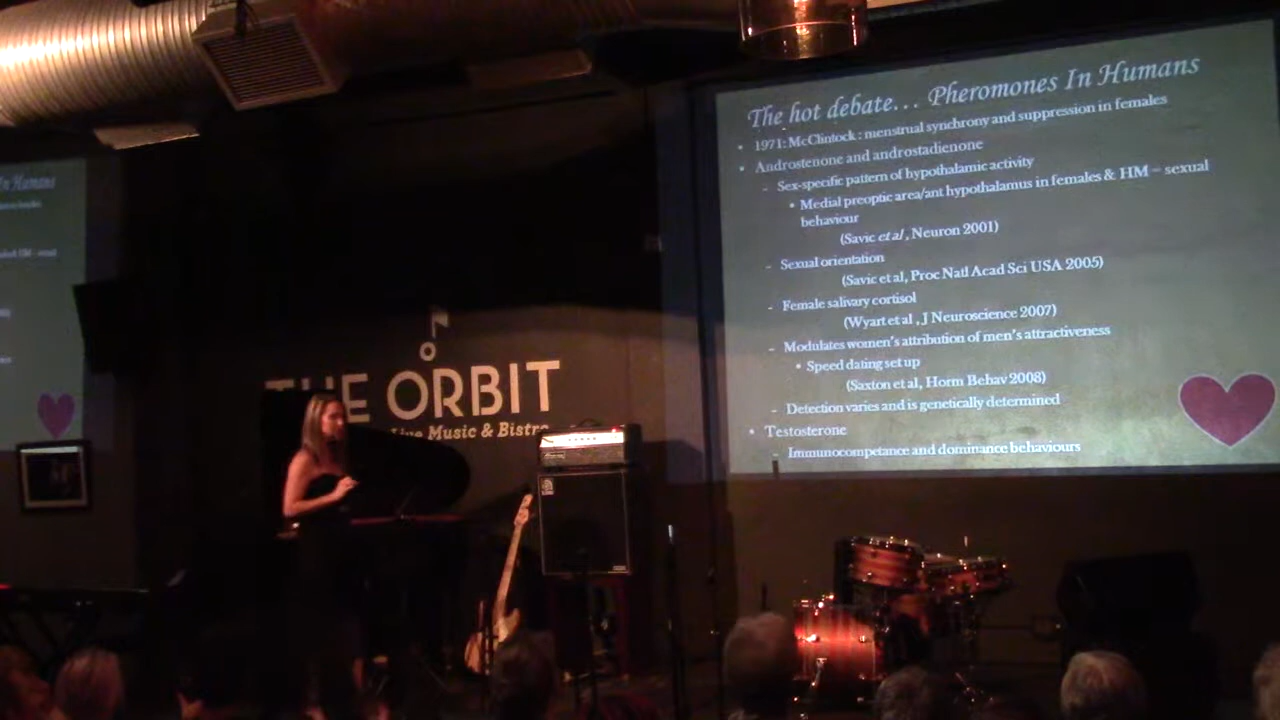 The hot debate... Pheromones In Humans
• 1971: McClintock : menstrual synchrony and suppression in females
• Androstenone and androstadienone
- Sex-specific pattern of hypothalamic activity
• Medial preoptic area/ant hypothalamus in females & HM – sexual
behaviour
(Savic et al , Neuron 2001)
- Sexual orientation
(Savic et al, Proc Natl Acad Sci USA 2005)
- Female salivary cortisol
(Wyart et al , J Neuroscience 2007)
- Modulates women's attribution of men's attractiveness
• Speed dating set up
(Saxton et al, Horm Behav 2008)
- Detection varies and is genetically determined
• Testosterone
- Immunocompetance and dominance behaviours
In Humans
THE ORBIT
Live Music & Bistro